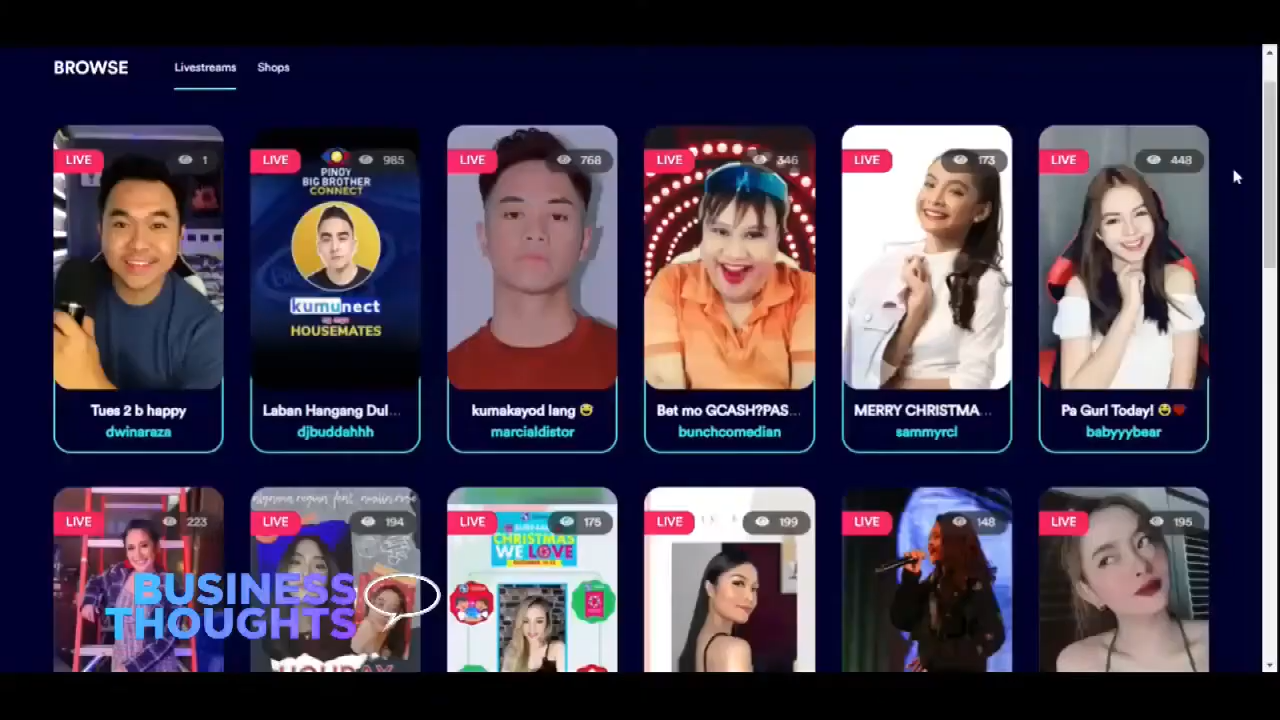 BROWSE Livestreams Shops
LIVE 1
LIVE 985
LIVE 768
LIVE 346
LIVE 173
LIVE 448
PINOY
BIG BROTHER
CONNECT
kumunect
HOUSEMATES
Tues 2 b happy
dwinaraza
Laban Hangang Dul...
djbuddahhh
kumakayod lang 😅
marcialdistor
Bet mo GCASH?PAS...
bunchcomedian
MERRY CHRISTMA...
sammyrcl
Pa Gurl Today! 😅❤️
babyyybear
LIVE 223
LIVE 194
LIVE 175
LIVE 199
LIVE 148
LIVE 195
CHRISTMAS
WE LOVE
BUSINESS
THOUGHTS
HOLIDAY